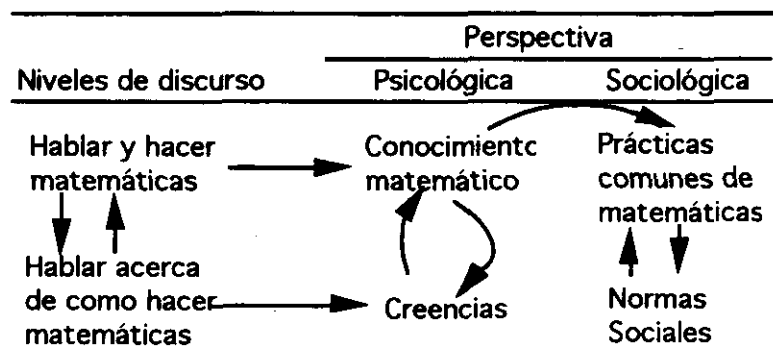 Perspectiva
Niveles de discurso Psicológica Sociológica
Hablar y hacer
matemáticas
Conocimientc
matemático
Prácticas
comunes de
matemáticas
Hablar acerca
de como hacer
matemáticas
Creencias
Normas
Sociales